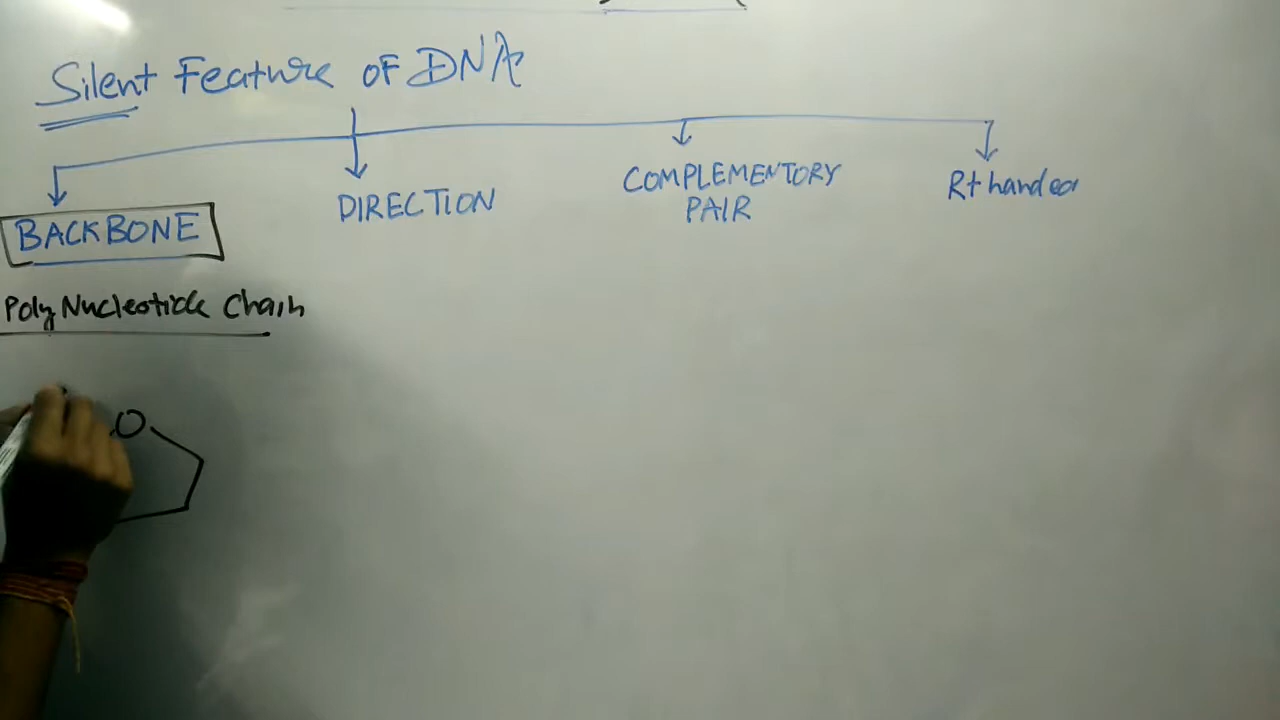 Silent Feature of DNA
BACKBONE
DIRECTION
COMPLEMENTORY
PAIR
Rt handed
Poly Nucleotide Chain
O